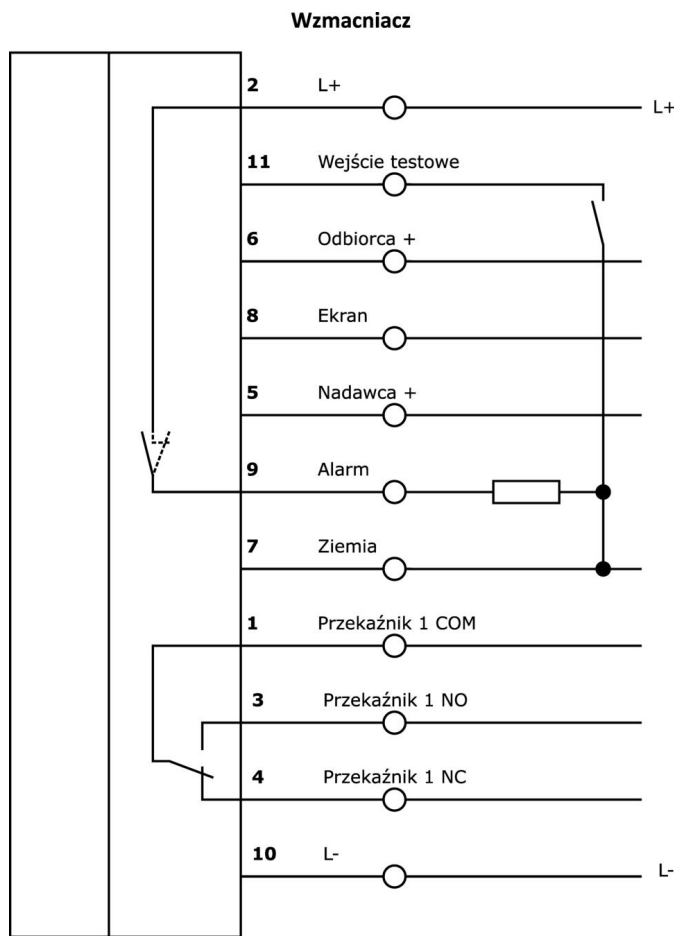 Wzmacniacz
2 L+
L+
11 Wejście testowe
6 Odbiorca +
8 Ekran
5 Nadawca +
9 Alarm
7 Ziemia
1 Przekaźnik 1 COM
3 Przekaźnik 1 NO
4 Przekaźnik 1 NC
10 L-
L-